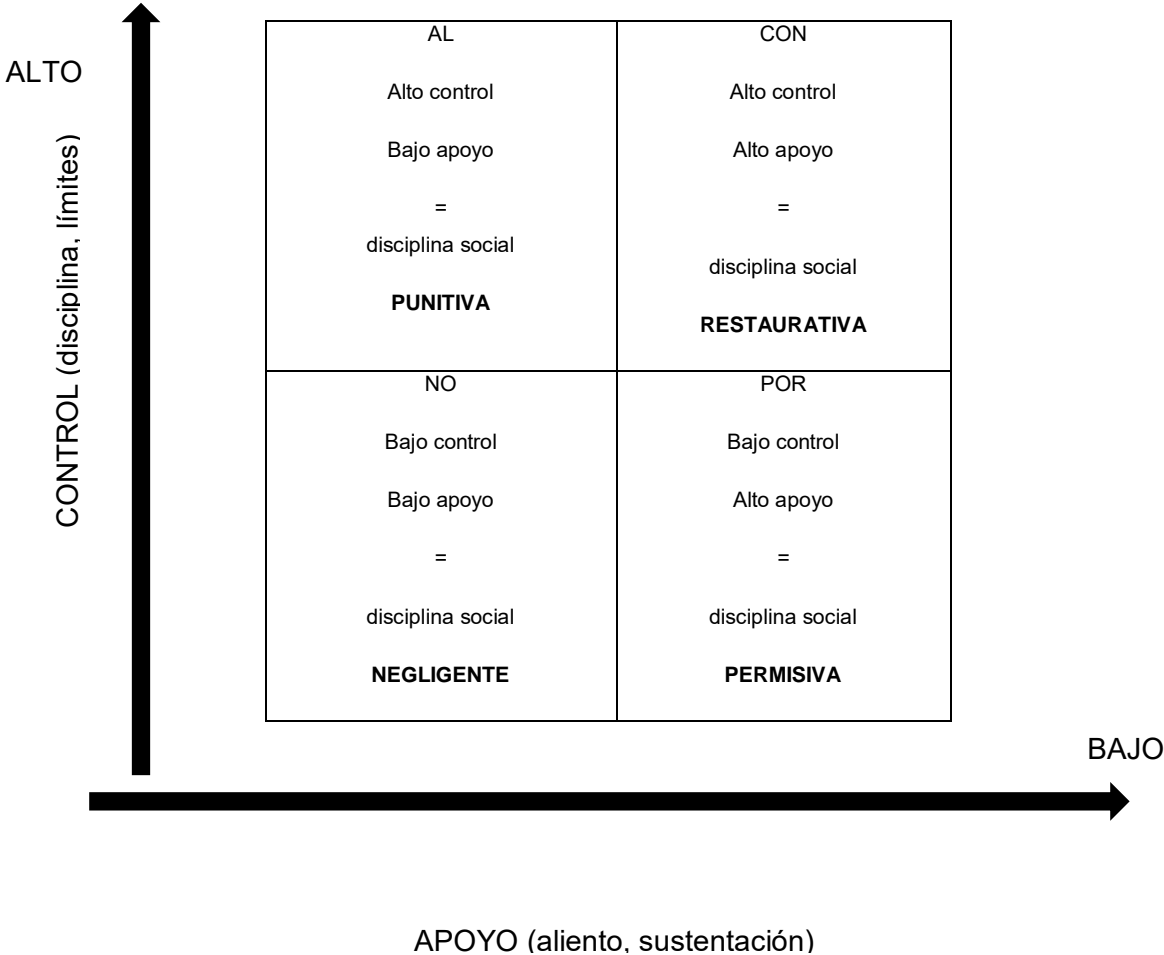 ALTO
CONTROL (disciplina, límites)
AL
Alto control
Bajo apoyo
=
disciplina social
PUNITIVA
CON
Alto control
Alto apoyo
=
disciplina social
RESTAURATIVA
NO
Bajo control
Bajo apoyo
=
disciplina social
NEGLIGENTE
POR
Bajo control
Alto apoyo
=
disciplina social
PERMISIVA
BAJO
APOYO (aliento, sustentación)